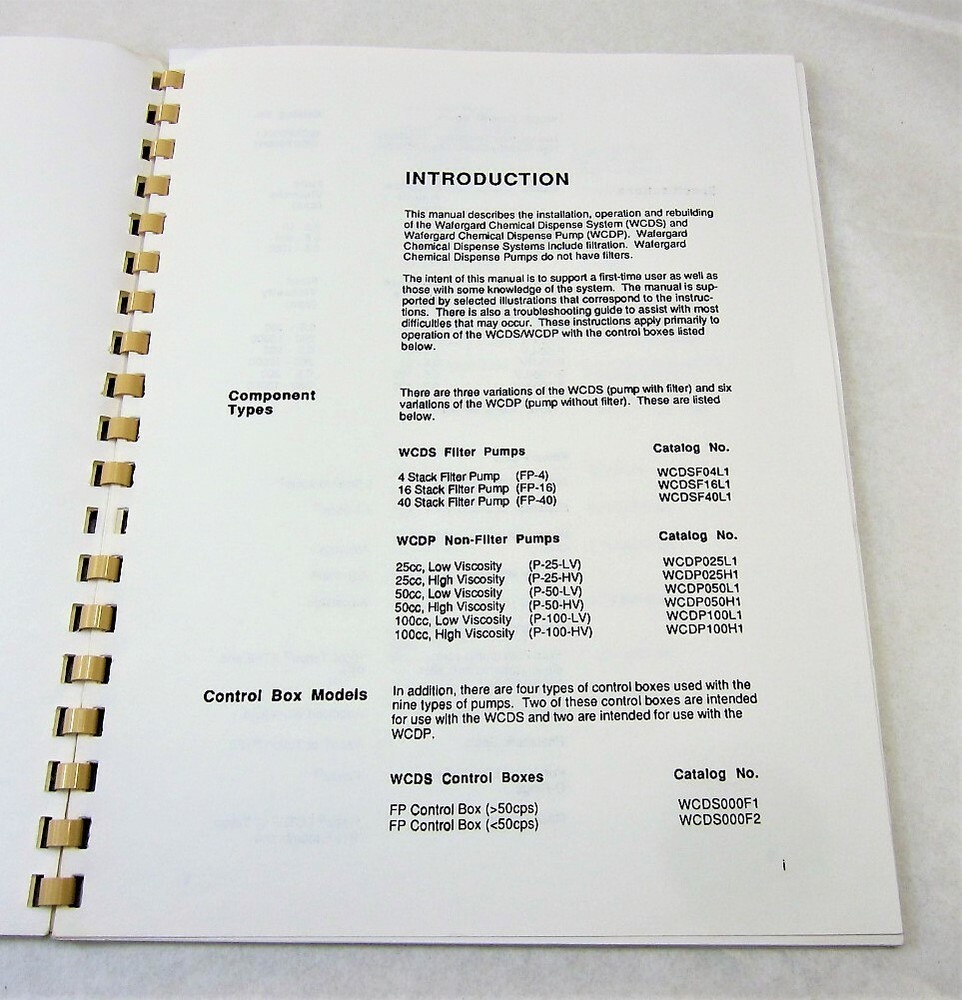 INTRODUCTION
This manual describes the installation, operation and rebuilding
of the Wafergard Chemical Dispense System (WCDS) and
Wafergard Chemical Dispense Pump (WCDP). Wafergard
Chemical Dispense Systems include filtration. Wafergard
Chemical Dispense Pumps do not have filters.
The intent of this manual is to support a first-time user as well as
those with some knowledge of the system. The manual is sup-
ported by selected illustrations that correspond to the instruc-
tions. There is also a troubleshooting guide to assist with most
difficulties that may occur. These instructions apply primarily to
operation of the WCDS/WCDP with the control boxes listed
below.
Component
Types
There are three variations of the WCDS (pump with filter) and six
variations of the WCDP (pump without filter). These are listed
below.
WCDS Filter Pumps Catalog No.
4 Stack Filter Pump (FP-4) WCDSF04L1
16 Stack Filter Pump (FP-16) WCDSF16L1
40 Stack Filter Pump (FP-40) WCDSF40L1
WCDP Non-Filter Pumps Catalog No.
25cc, Low Viscosity (P-25-LV) WCDP025L1
25cc, High Viscosity (P-25-HV) WCDP025H1
50cc, Low Viscosity (P-50-LV) WCDP050L1
50cc, High Viscosity (P-50-HV) WCDP050H1
100cc, Low Viscosity (P-100-LV) WCDP100L1
100cc, High Viscosity (P-100-HV) WCDP100H1
Control Box Models
In addition, there are four types of control boxes used with the
nine types of pumps. Two of these control boxes are intended
for use with the WCDS and two are intended for use with the
WCDP.
WCDS Control Boxes Catalog No.
FP Control Box (>50cps) WCDS000F1
FP Control Box (<50cps) WCDS000F2
i